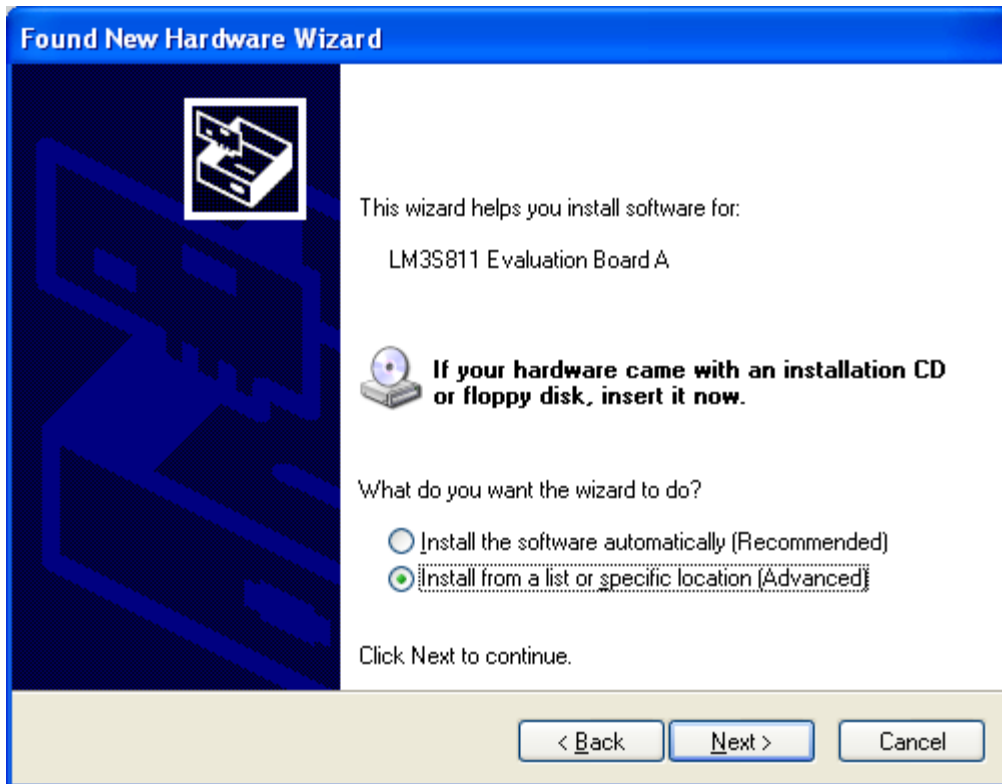 Found New Hardware Wizard
This wizard helps you install software for:
LM3S811 Evaluation Board A
If your hardware came with an installation CD
or floppy disk, insert it now.
What do you want the wizard to do?
Install the software automatically (Recommended)
Install from a list or specific location (Advanced)
Click Next to continue.
< Back Next > Cancel